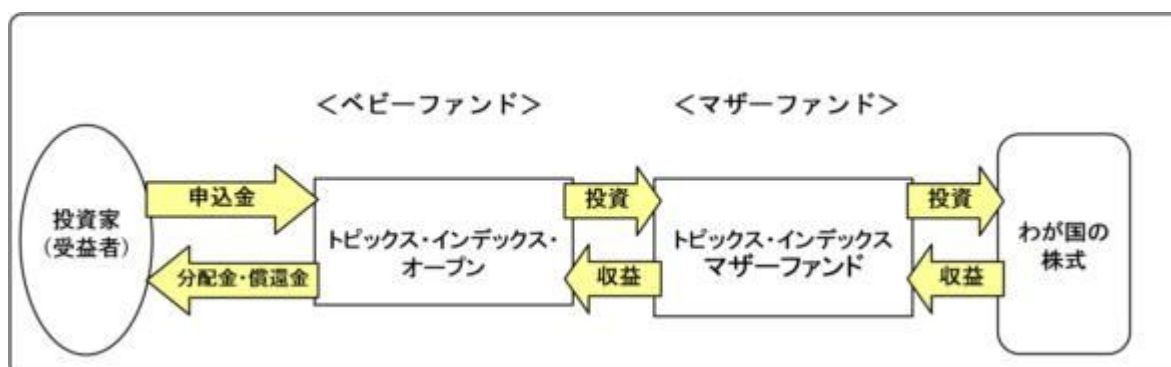 ＜ベビーファンド＞
＜マザーファンド＞
投資家
（受益者）
申込金
分配金・償還金
トピックス・インデックス・
オープン
投資
収益
トピックス・インデックス
マザーファンド
投資
収益
わが国の
株式